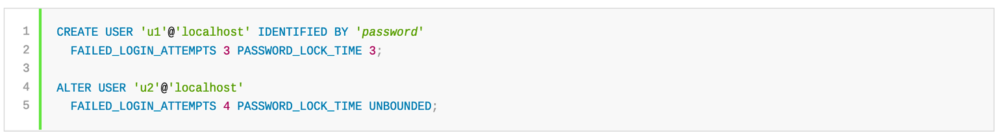 1 CREATE USER 'u1'@'localhost' IDENTIFIED BY 'password'
2 FAILED_LOGIN_ATTEMPTS 3 PASSWORD_LOCK_TIME 3;
3
4 ALTER USER 'u2'@'localhost'
5 FAILED_LOGIN_ATTEMPTS 4 PASSWORD_LOCK_TIME UNBOUNDED;